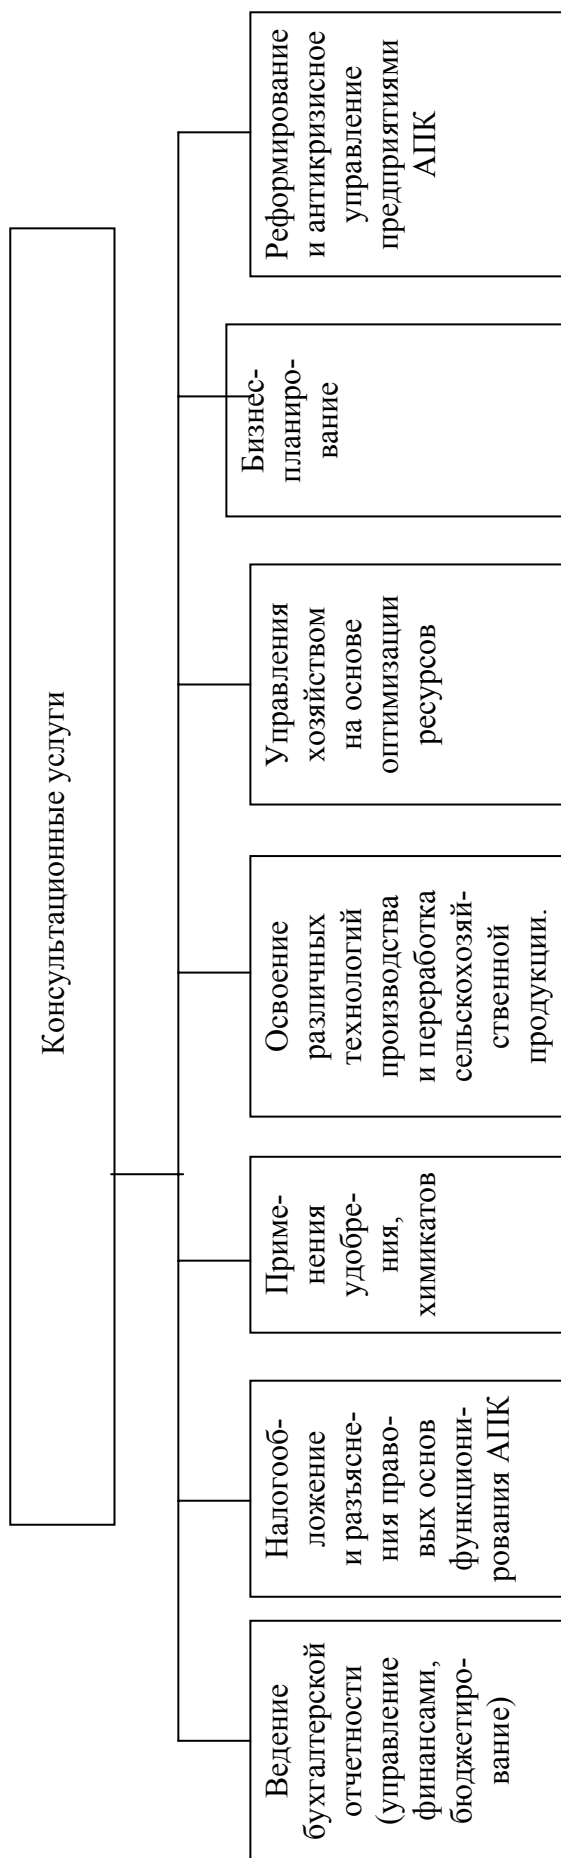 Консультационные услуги
Ведение
бухгалтерской
отчетности
(управление
финансами,
бюджетиро-
вание)
Налогооб-
ложение
и разъясне-
ния право-
вых основ
функциони-
рования АПК
Приме-
нения
удобре-
ния,
химикатов
Освоение
различных
технологий
производства
и переработка
сельскохозяй-
ственной
продукции.
Управления
хозяйством
на основе
оптимизации
ресурсов
Бизнес-
планиро-
вание
Реформирование
и антикризисное
управление
предприятиями
АПК